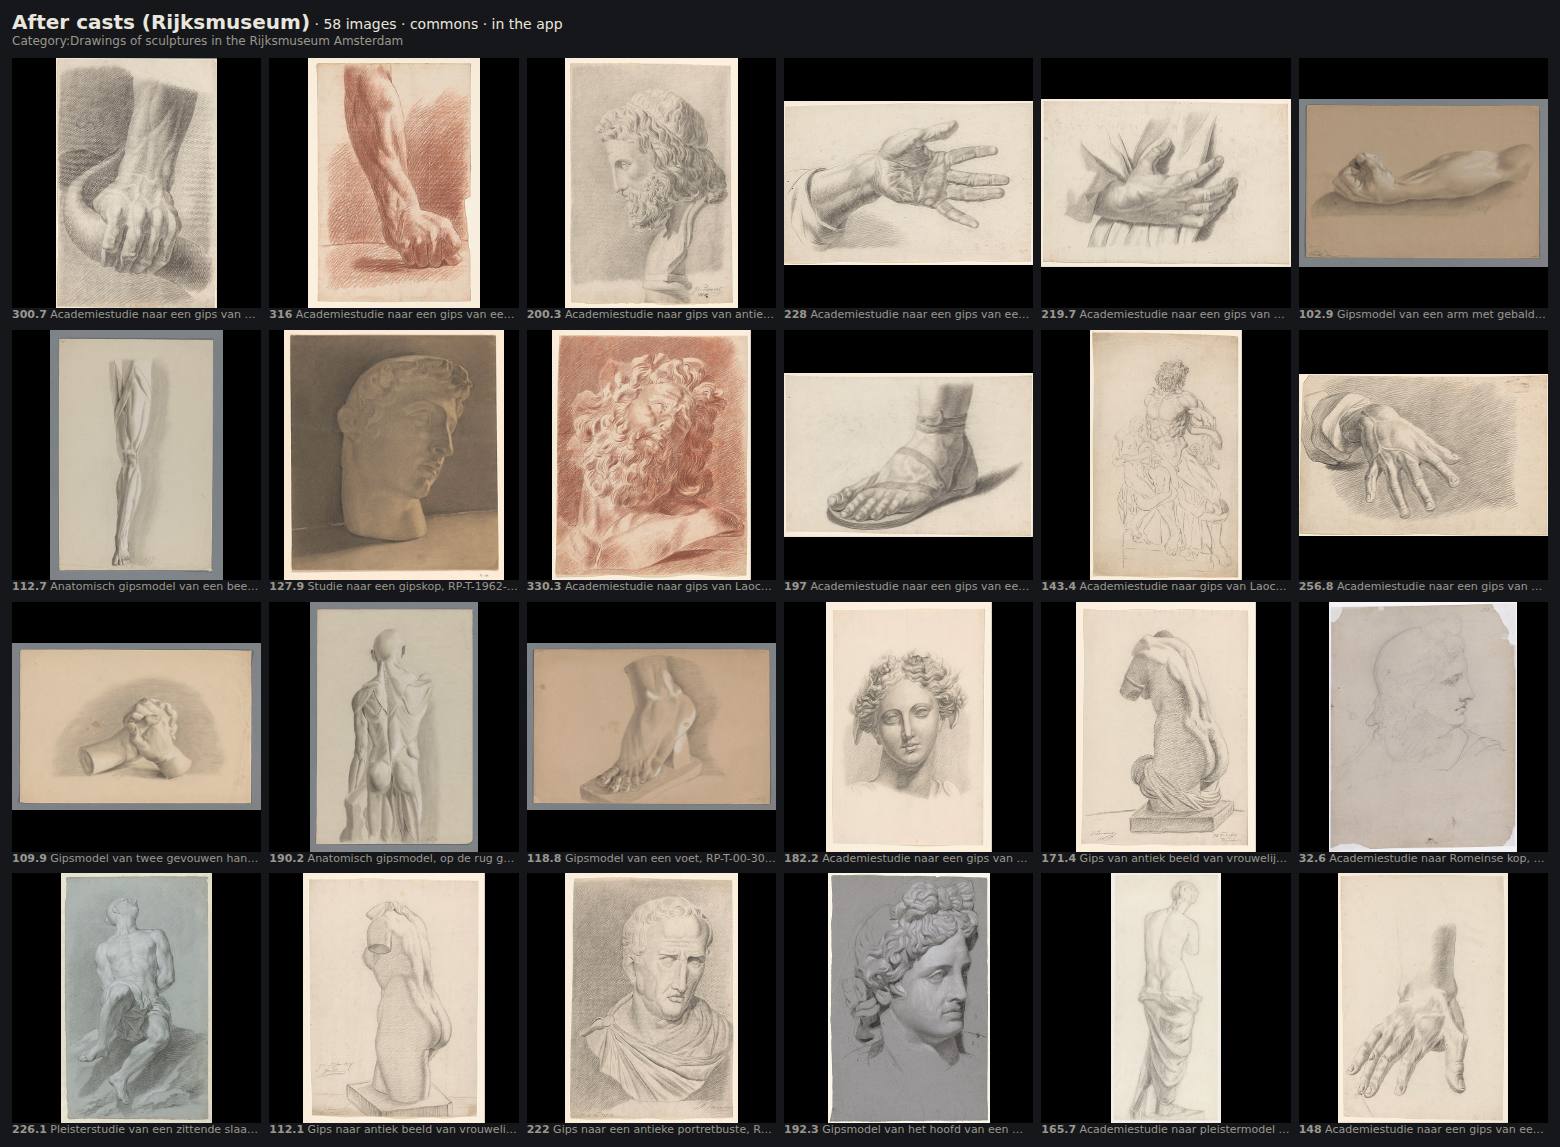 After casts (Rijksmuseum) · 58 images · commons · in the app
Category:Drawings of sculptures in the Rijksmuseum Amsterdam
300.7 Academiestudie naar een gips van ...
316 Academiestudie naar een gips van ee...
200.3 Academiestudie naar gips van antie...
228 Academiestudie naar een gips van ee...
219.7 Academiestudie naar een gips van ...
102.9 Gipsmodel van een arm met gebald...
112.7 Anatomisch gipsmodel van een bee...
127.9 Studie naar een gipskop, RP-T-1962-...
330.3 Academiestudie naar gips van Laoc...
197 Academiestudie naar een gips van ee...
143.4 Academiestudie naar gips van Laoc...
256.8 Academiestudie naar een gips van ...
109.9 Gipsmodel van twee gevouwen han...
190.2 Anatomisch gipsmodel, op de rug g...
118.8 Gipsmodel van een voet, RP-T-00-30...
182.2 Academiestudie naar een gips van ...
171.4 Gips van antiek beeld van vrouwelij...
32.6 Academiestudie naar Romeinse kop, ...
226.1 Pleisterstudie van een zittende slaa...
112.1 Gips naar antiek beeld van vrouweli...
222 Gips naar een antieke portretbuste, R...
192.3 Gipsmodel van het hoofd van een ...
165.7 Academiestudie naar pleistermodel ...
148 Academiestudie naar een gips van ee...